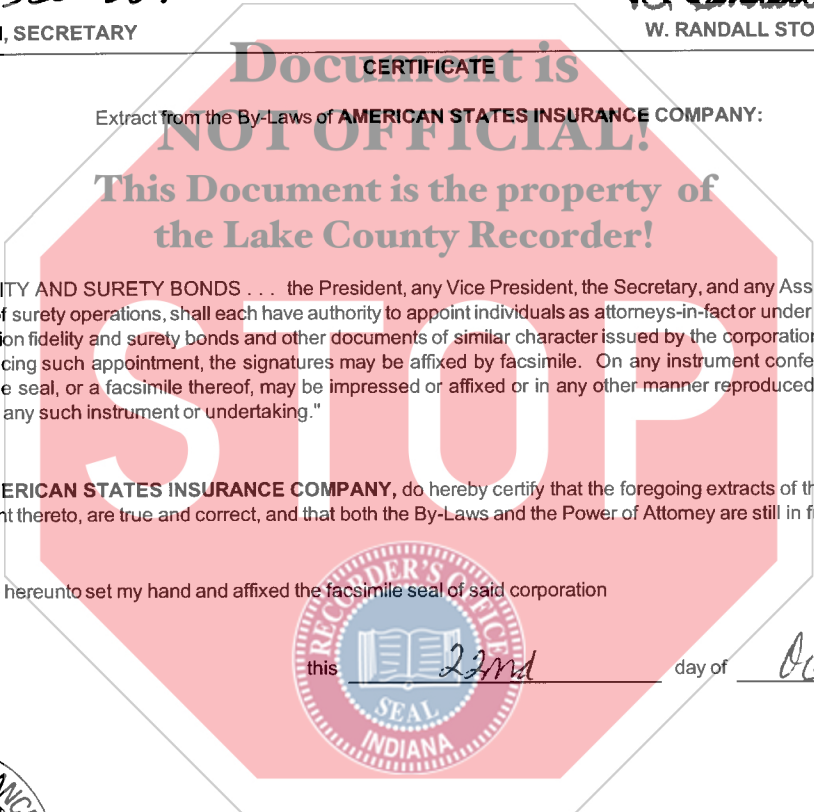 , SECRETARY
W. RANDALL STO
CERTIFICATE
Document is
Extract from the By-Laws of AMERICAN STATES INSURANCE COMPANY:
NOT OFFICIAL!
This Document is the property of
the Lake County Recorder!
ITY AND SURETY BONDS . . . the President, any Vice President, the Secretary, and any Ass
f surety operations, shall each have authority to appoint individuals as attorneys-in-fact or under
ion fidelity and surety bonds and other documents of similar character issued by the corporation
cing such appointment, the signatures may be affixed by facsimile. On any instrument confe
e seal, or a facsimile thereof, may be impressed or affixed or in any other manner reproduced
any such instrument or undertaking."
STOP
ERICAN STATES INSURANCE COMPANY, do hereby certify that the foregoing extracts of th
nt thereto, are true and correct, and that both the By-Laws and the Power of Attorney are still in f
hereunto set my hand and affixed the facsimile seal of said corporation
RECORDER'S OFFICE
this 22nd day of
SEAL
INDIANA